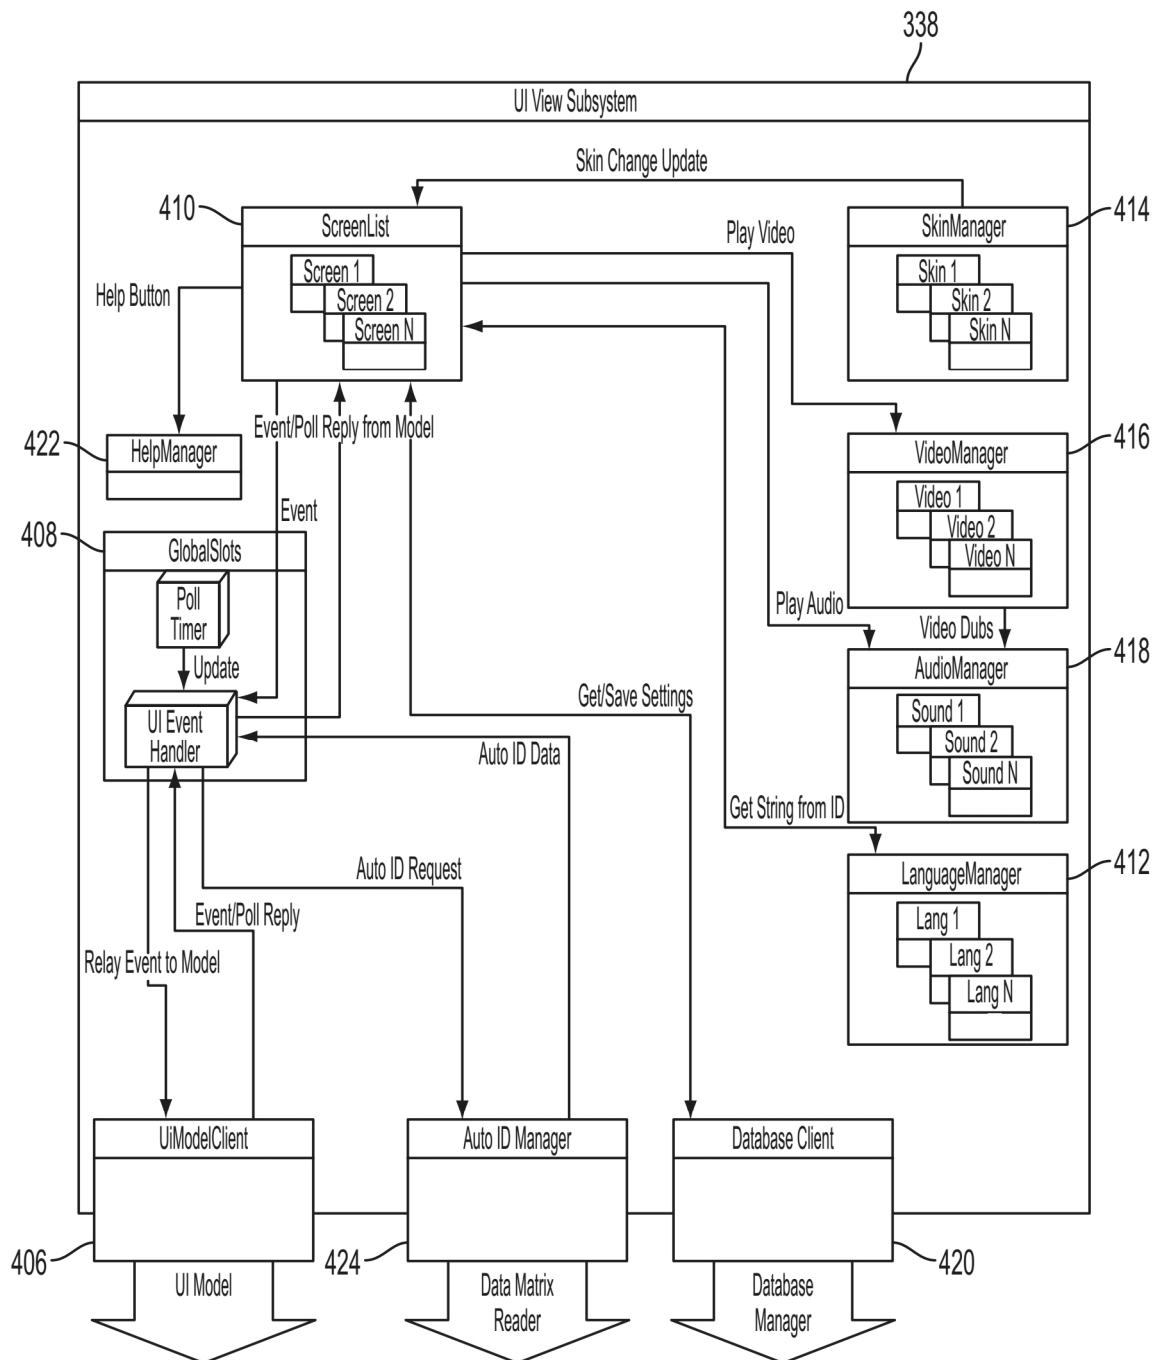 338
UI View Subsystem
Skin Change Update
410
ScreenList
Screen 1
Screen 2
Screen N
Play Video
SkinManager
414
Skin 1
Skin 2
Skin N
Help Button
Event/Poll Reply from Model
422
HelpManager
VideoManager
416
Video 1
Video 2
Video N
Event
408
GlobalSlots
Poll
Timer
Update
UI Event
Handler
Play Audio
Video Dubs
AudioManager
418
Sound 1
Sound 2
Sound N
Get/Save Settings
Auto ID Data
Get String from ID
LanguageManager
412
Lang 1
Lang 2
Lang N
Auto ID Request
Event/Poll Reply
Relay Event to Model
UiModelClient
Auto ID Manager
Database Client
406
424
420
UI Model
Data Matrix
Reader
Database
Manager